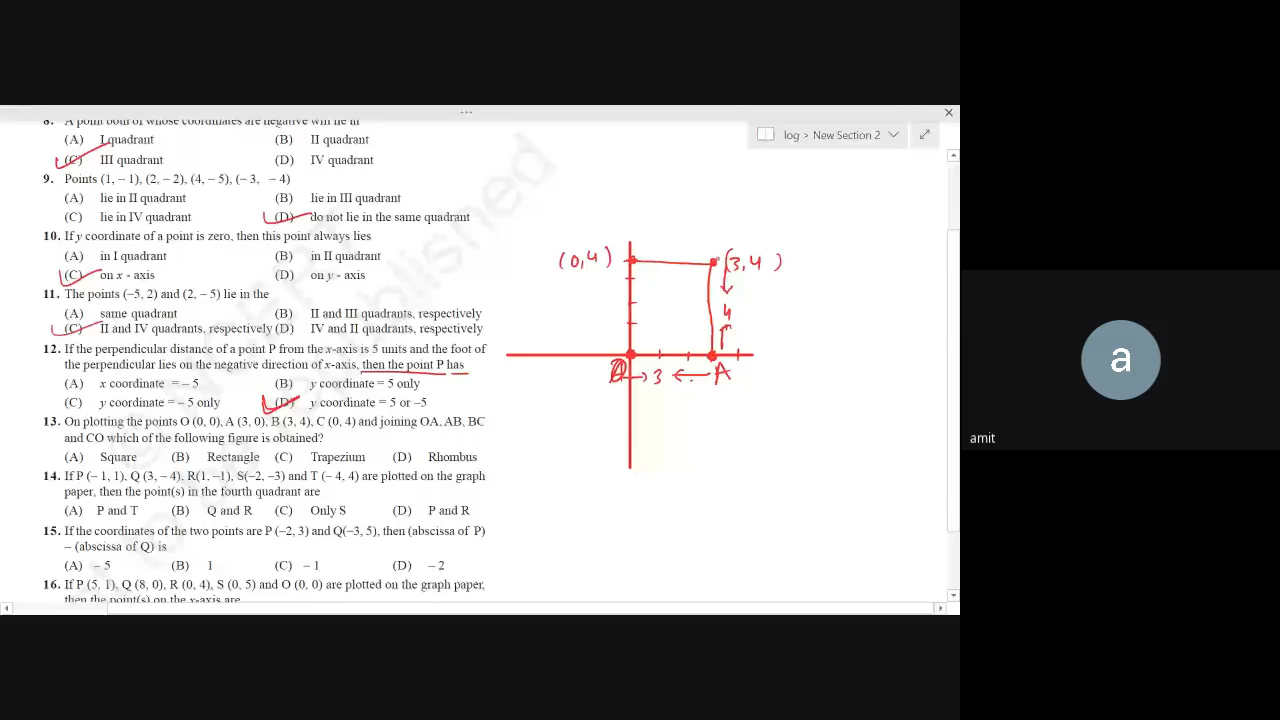 8. A point both of whose coordinates are negative will lie in
(A) I quadrant (B) II quadrant
(C) III quadrant (D) IV quadrant
9. Points (1, – 1), (2, – 2), (4, – 5), (– 3, – 4)
(A) lie in II quadrant (B) lie in III quadrant
(C) lie in IV quadrant (D) do not lie in the same quadrant
10. If y coordinate of a point is zero, then this point always lies
(A) in I quadrant (B) in II quadrant
(C) on x - axis (D) on y - axis
11. The points (–5, 2) and (2, – 5) lie in the
(A) same quadrant (B) II and III quadrants, respectively
(C) II and IV quadrants, respectively (D) IV and II quadrants, respectively
12. If the perpendicular distance of a point P from the x-axis is 5 units and the foot of
the perpendicular lies on the negative direction of x-axis, then the point P has
(A) x coordinate = – 5 (B) y coordinate = 5 only
(C) y coordinate = – 5 only (D) y coordinate = 5 or –5
13. On plotting the points O (0, 0), A (3, 0), B (3, 4), C (0, 4) and joining OA, AB, BC
and CO which of the following figure is obtained?
(A) Square (B) Rectangle (C) Trapezium (D) Rhombus
14. If P (– 1, 1), Q (3, – 4), R(1, –1), S(–2, –3) and T (– 4, 4) are plotted on the graph
paper, then the point(s) in the fourth quadrant are
(A) P and T (B) Q and R (C) Only S (D) P and R
15. If the coordinates of the two points are P (–2, 3) and Q(–3, 5), then (abscissa of P)
– (abscissa of Q) is
(A) – 5 (B) 1 (C) – 1 (D) – 2
16. If P (5, 1), Q (8, 0), R (0, 4), S (0, 5) and O (0, 0) are plotted on the graph paper,
then the point(s) on the x-axis are
log > New Section 2
(0,4) (3,4)
4
3 A
a
amit